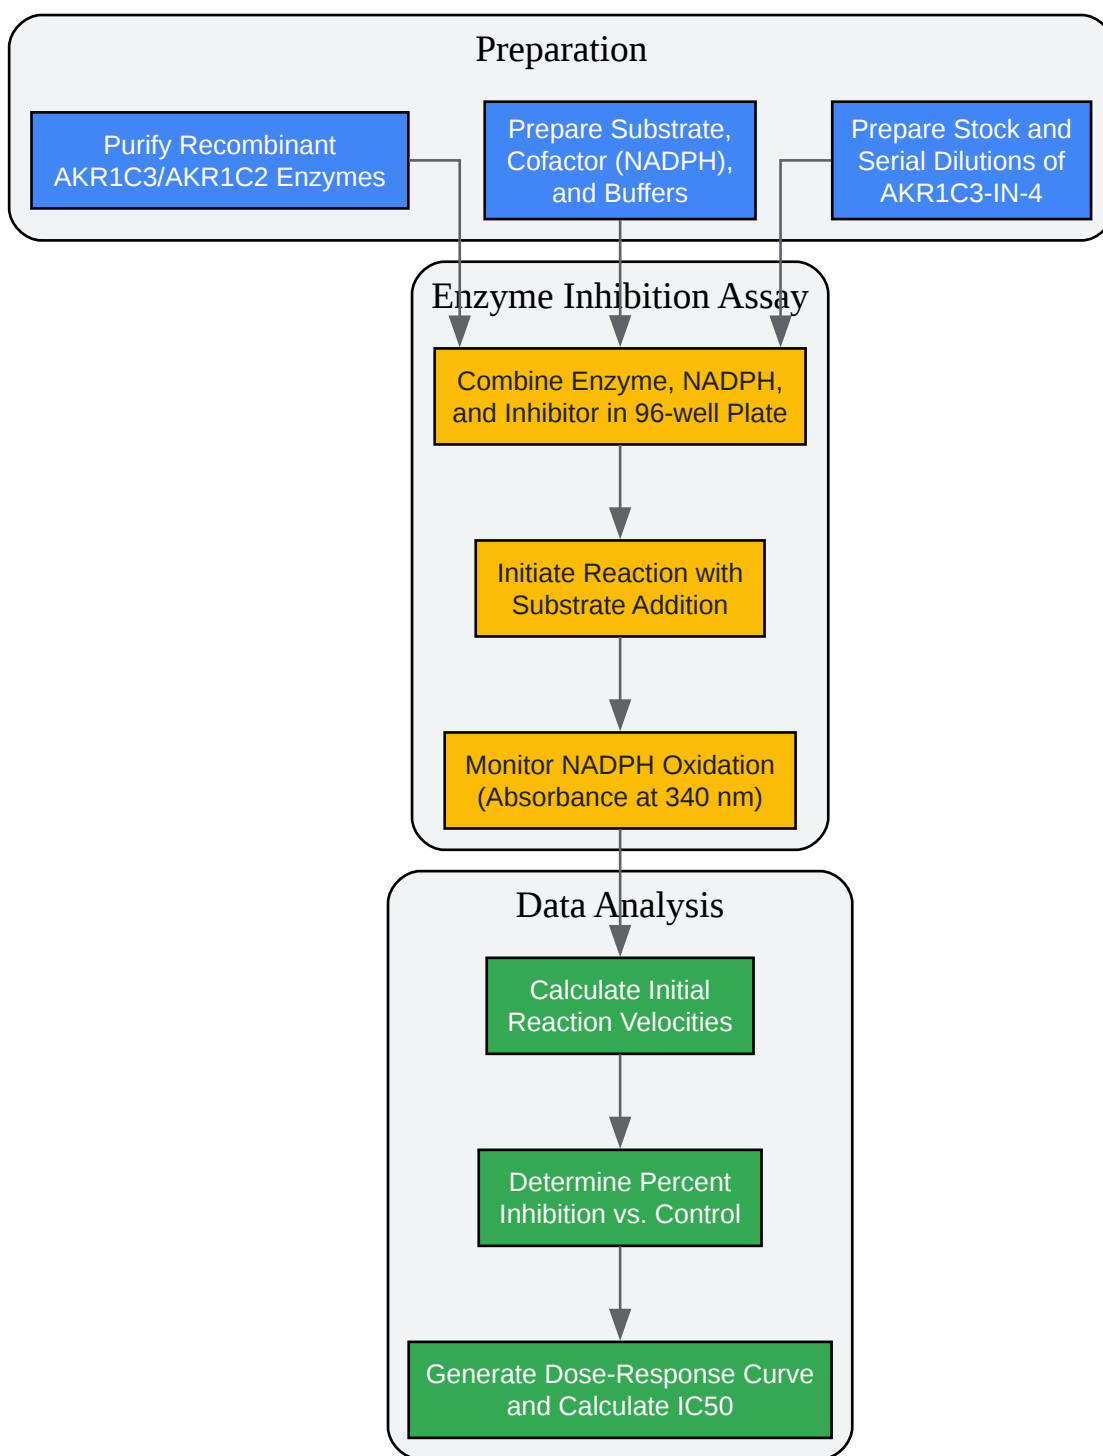 Preparation
Purify Recombinant
AKR1C3/AKR1C2 Enzymes
Prepare Substrate,
Cofactor (NADPH),
and Buffers
Prepare Stock and
Serial Dilutions of
AKR1C3-IN-4
Enzyme Inhibition Assay
Combine Enzyme, NADPH,
and Inhibitor in 96-well Plate
Initiate Reaction with
Substrate Addition
Monitor NADPH Oxidation
(Absorbance at 340 nm)
Data Analysis
Calculate Initial
Reaction Velocities
Determine Percent
Inhibition vs. Control
Generate Dose-Response Curve
and Calculate IC50